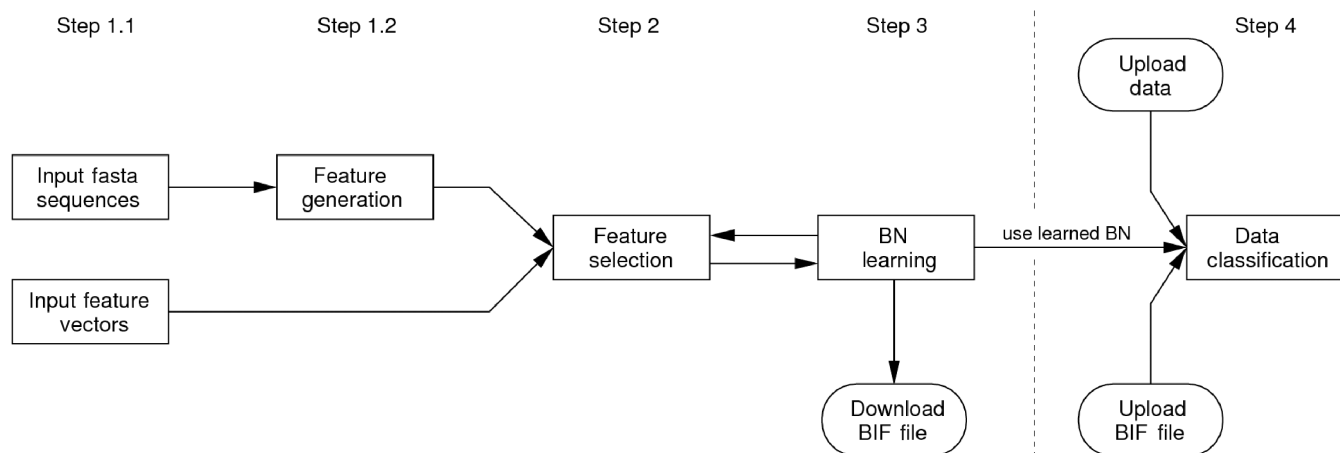 Step 1.1
Step 1.2
Step 2
Step 3
Step 4
Upload
data
Input fasta
sequences
Feature
generation
Feature
selection
BN
learning
use learned BN
Data
classification
Input feature
vectors
Download
BIF file
Upload
BIF file